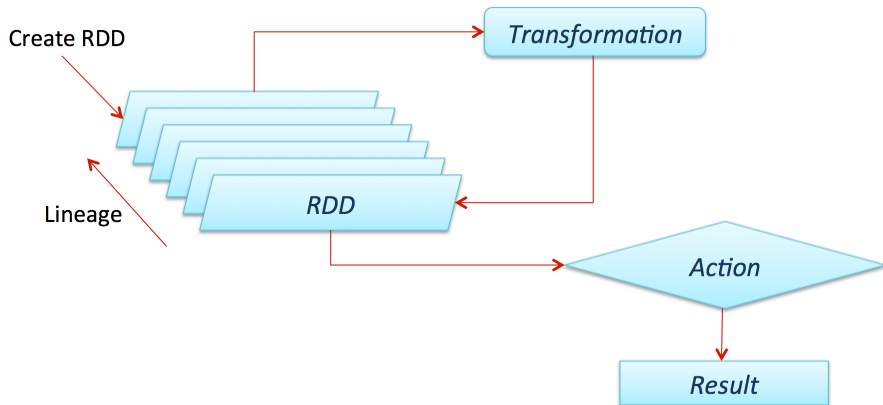 Transformation
Create RDD
Lineage
RDD
Action
Result